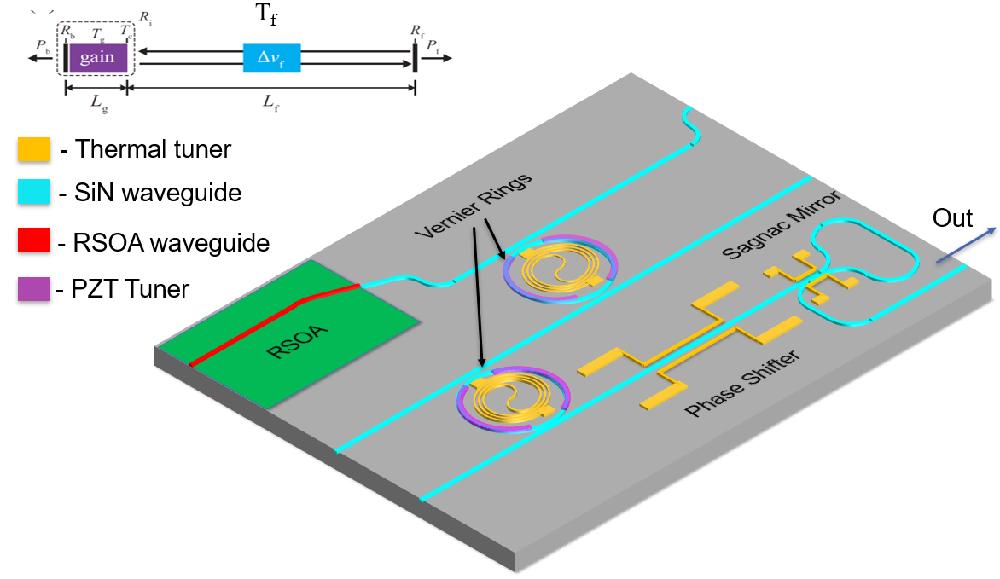 T_f
R_i
R_b T_g T_c R_f
P_b gain Δν_f P_f
L_g L_f
- Thermal tuner
- SiN waveguide
- RSOA waveguide
- PZT Tuner
Vernier Rings
Sagnac Mirror
Out
RSOA
Phase Shifter